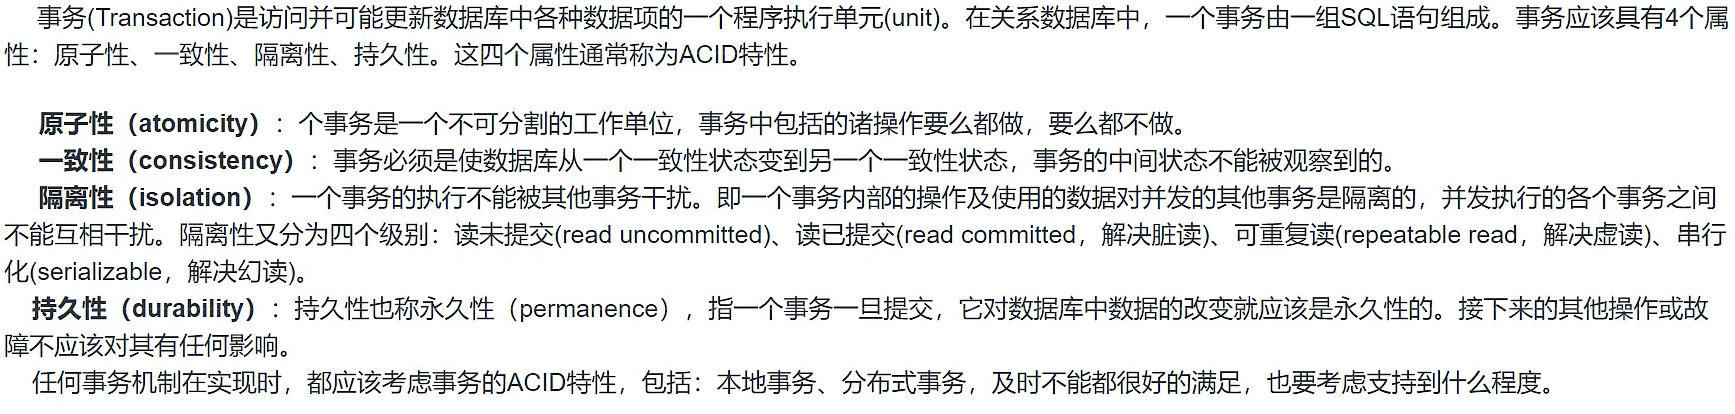 事务(Transaction)是访问并可能更新数据库中各种数据项的一个程序执行单元(unit)。在关系数据库中，一个事务由一组SQL语句组成。事务应该具有4个属
性：原子性、一致性、隔离性、持久性。这四个属性通常称为ACID特性。
原子性（atomicity）：个事务是一个不可分割的工作单位，事务中包括的诸操作要么都做，要么都不做。
一致性（consistency）：事务必须是使数据库从一个一致性状态变到另一个一致性状态，事务的中间状态不能被观察到的。
隔离性（isolation）：一个事务的执行不能被其他事务干扰。即一个事务内部的操作及使用的数据对并发的其他事务是隔离的，并发执行的各个事务之间
不能互相干扰。隔离性又分为四个级别：读未提交(read uncommitted)、读已提交(read committed，解决脏读)、可重复读(repeatable read，解决虚读)、串行
化(serializable，解决幻读)。
持久性（durability）：持久性也称永久性（permanence），指一个事务一旦提交，它对数据库中数据的改变就应该是永久性的。接下来的其他操作或故
障不应该对其有任何影响。
任何事务机制在实现时，都应该考虑事务的ACID特性，包括：本地事务、分布式事务，及时不能都很好的满足，也要考虑支持到什么程度。